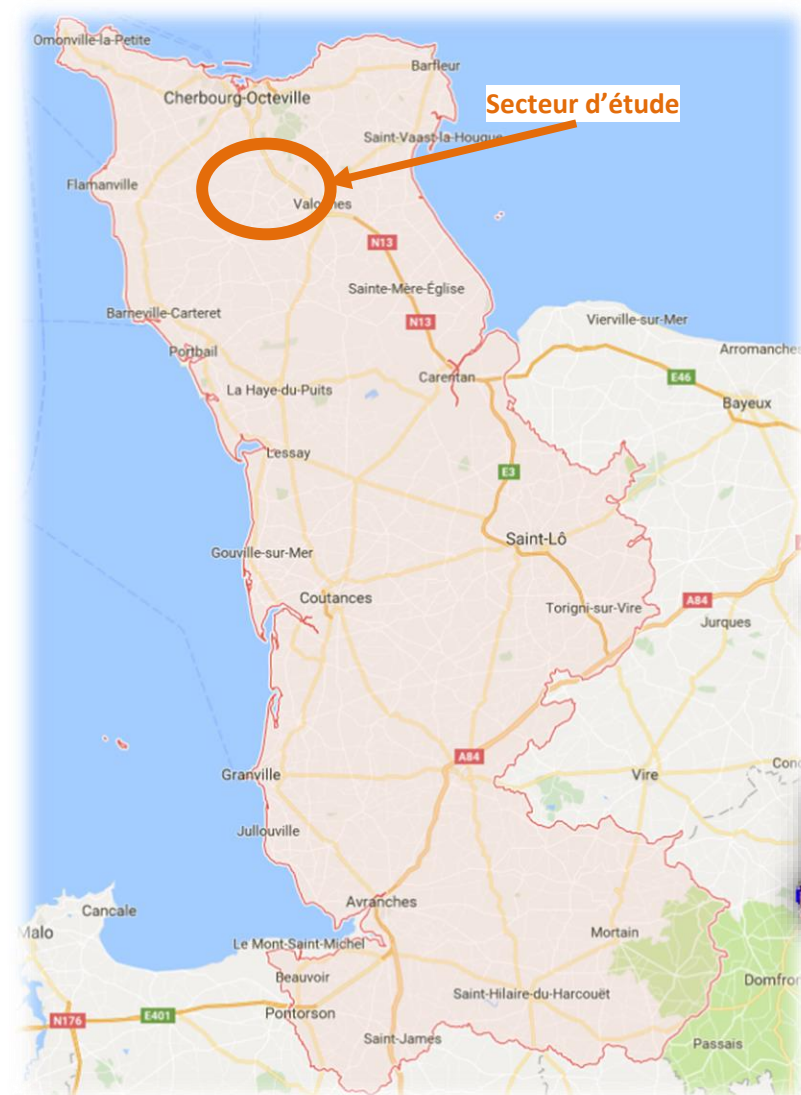 Omonville-la-Petite
Barfleur
Cherbourg-Octeville
Secteur d'étude
Saint-Vaast-la-Hougue
Flamanville
N13
Sainte-Mère-Église
Barneville-Carteret
N13
Vierville-sur-Mer
Portbail
Arromanches
Carentan
E46
La Haye-du-Puits
Bayeux
Lessay
E3
Saint-Lô
Gouville-sur-Mer
Coutances
A84
Torigni-sur-Vire
Jurques
A84
Granville
Vire
Jullouville
Avranches
Cancale
Malo
Mortain
Le Mont-Saint-Michel
Beauvoir
Domfror
Saint-Hilaire-du-Harcouët
Pontorson
E401
N176
Saint-James
Passais